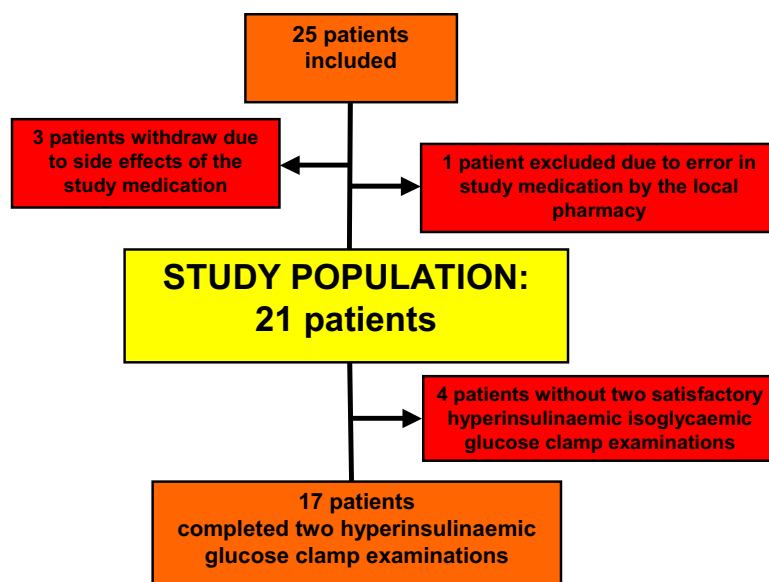 25 patients
included
3 patients withdraw due
to side effects of the
study medication
1 patient excluded due to error in
study medication by the local
pharmacy
STUDY POPULATION:
21 patients
4 patients without two satisfactory
hyperinsulinaemic isoglycaemic
glucose clamp examinations
17 patients
completed two hyperinsulinaemic
glucose clamp examinations